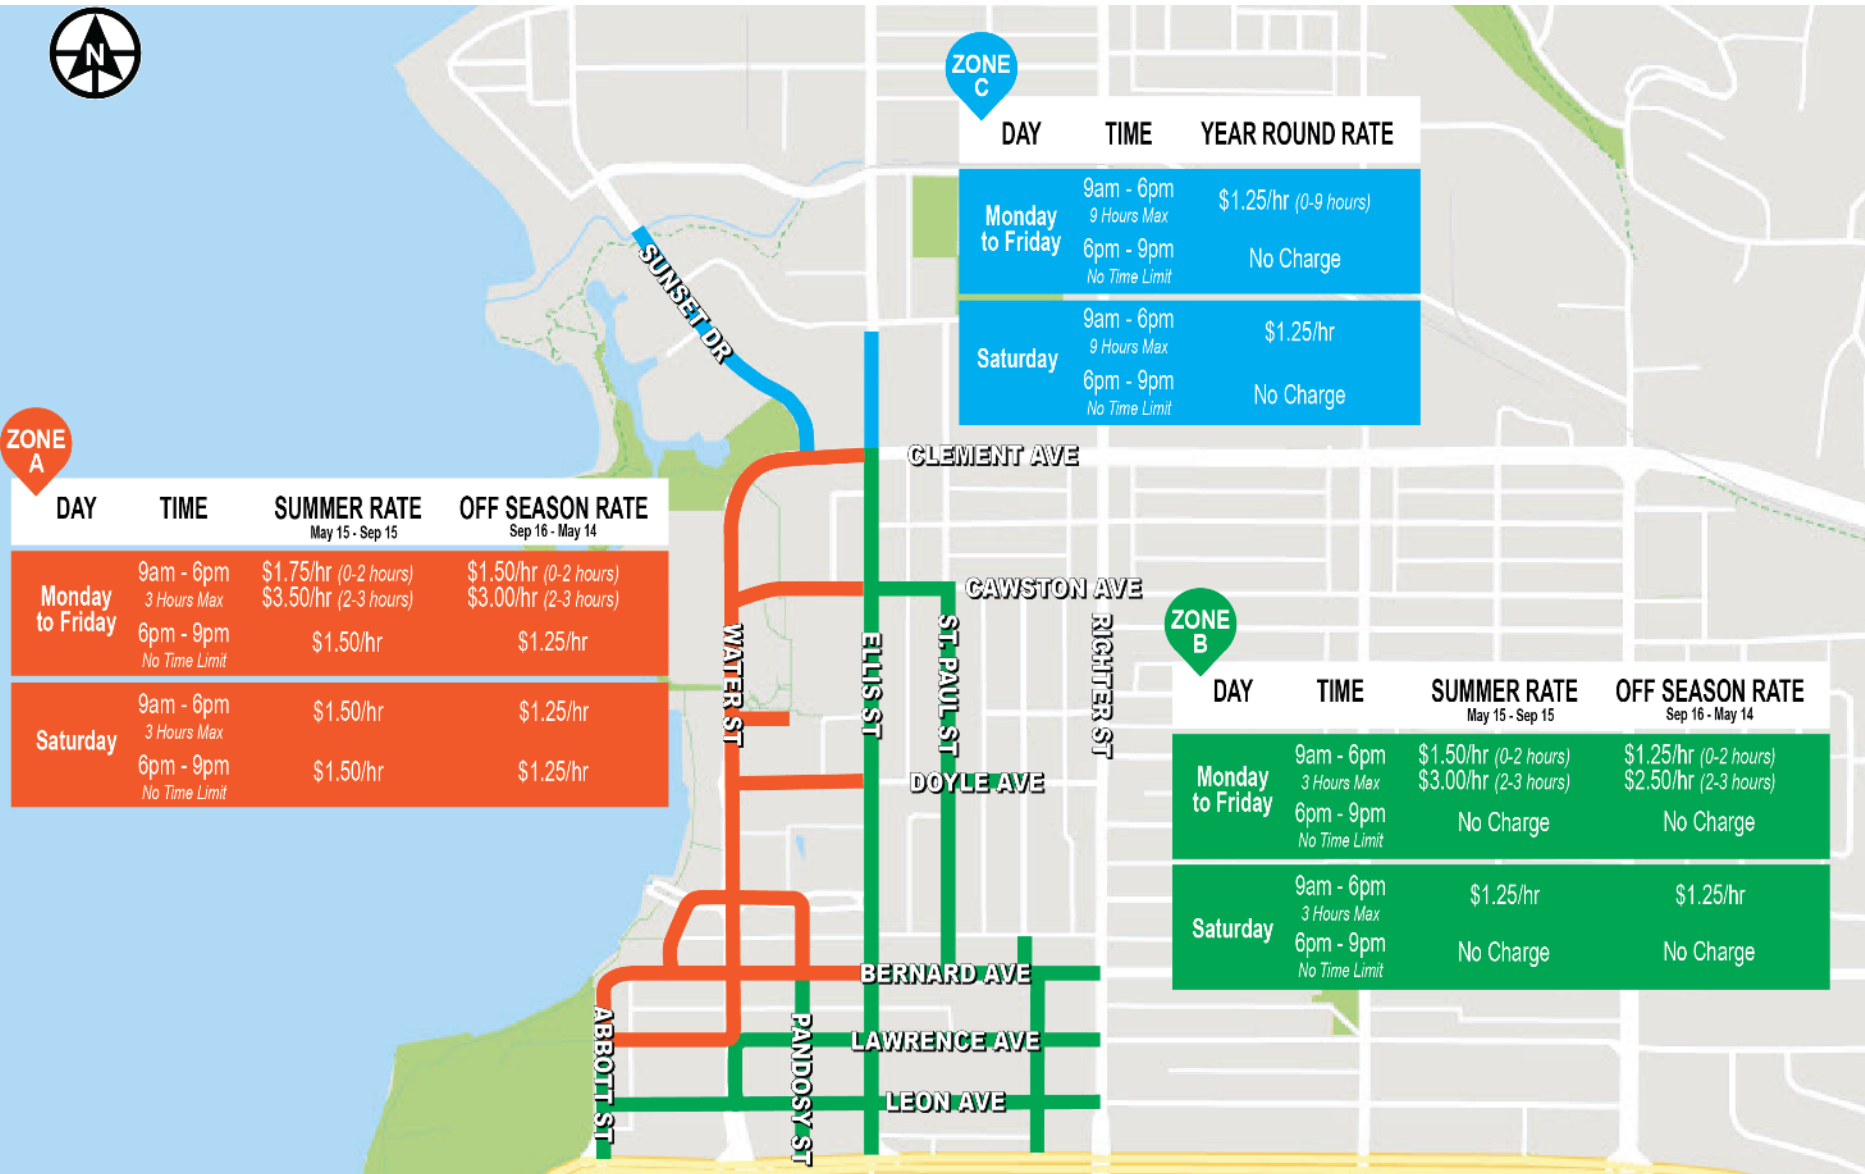 N
ZONE
C
DAY TIME YEAR ROUND RATE
Monday
to Friday
9am - 6pm
9 Hours Max
$1.25/hr (0-9 hours)
6pm - 9pm
No Time Limit
No Charge
Saturday
9am - 6pm
9 Hours Max
$1.25/hr
6pm - 9pm
No Time Limit
No Charge
SUNSET DR
CLEMENT AVE
ZONE
A
DAY TIME SUMMER RATE OFF SEASON RATE
May 15 - Sep 15 Sep 16 - May 14
Monday
to Friday
9am - 6pm
3 Hours Max
$1.75/hr (0-2 hours) $1.50/hr (0-2 hours)
$3.50/hr (2-3 hours) $3.00/hr (2-3 hours)
6pm - 9pm
No Time Limit
$1.50/hr $1.25/hr
Saturday
9am - 6pm
3 Hours Max
$1.50/hr $1.25/hr
6pm - 9pm
No Time Limit
$1.50/hr $1.25/hr
CAWSTON AVE
WATER ST
ELLIS ST
ST. PAUL ST
RICHTER ST
DOYLE AVE
ZONE
B
DAY TIME SUMMER RATE OFF SEASON RATE
May 15 - Sep 15 Sep 16 - May 14
Monday
to Friday
9am - 6pm
3 Hours Max
$1.50/hr (0-2 hours) $1.25/hr (0-2 hours)
$3.00/hr (2-3 hours) $2.50/hr (2-3 hours)
6pm - 9pm
No Time Limit
No Charge No Charge
Saturday
9am - 6pm
3 Hours Max
$1.25/hr $1.25/hr
6pm - 9pm
No Time Limit
No Charge No Charge
BERNARD AVE
ABBOTT ST
PANDOSY ST
LAWRENCE AVE
LEON AVE